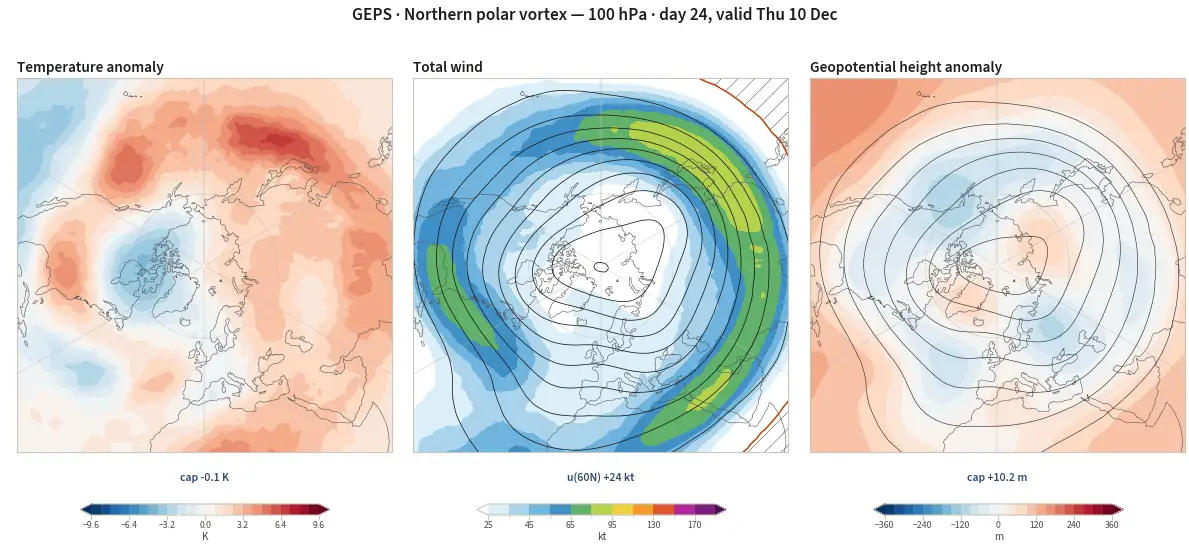 GEPS · Northern polar vortex — 100 hPa · day 24, valid Thu 10 Dec
Temperature anomaly
Total wind
Geopotential height anomaly
cap -0.1 K
u(60N) +24 kt
cap +10.2 m
−9.6 −6.4 −3.2 0.0 3.2 6.4 9.6
K
25 45 65 95 130 170
kt
−360 −240 −120 0 120 240 360
m